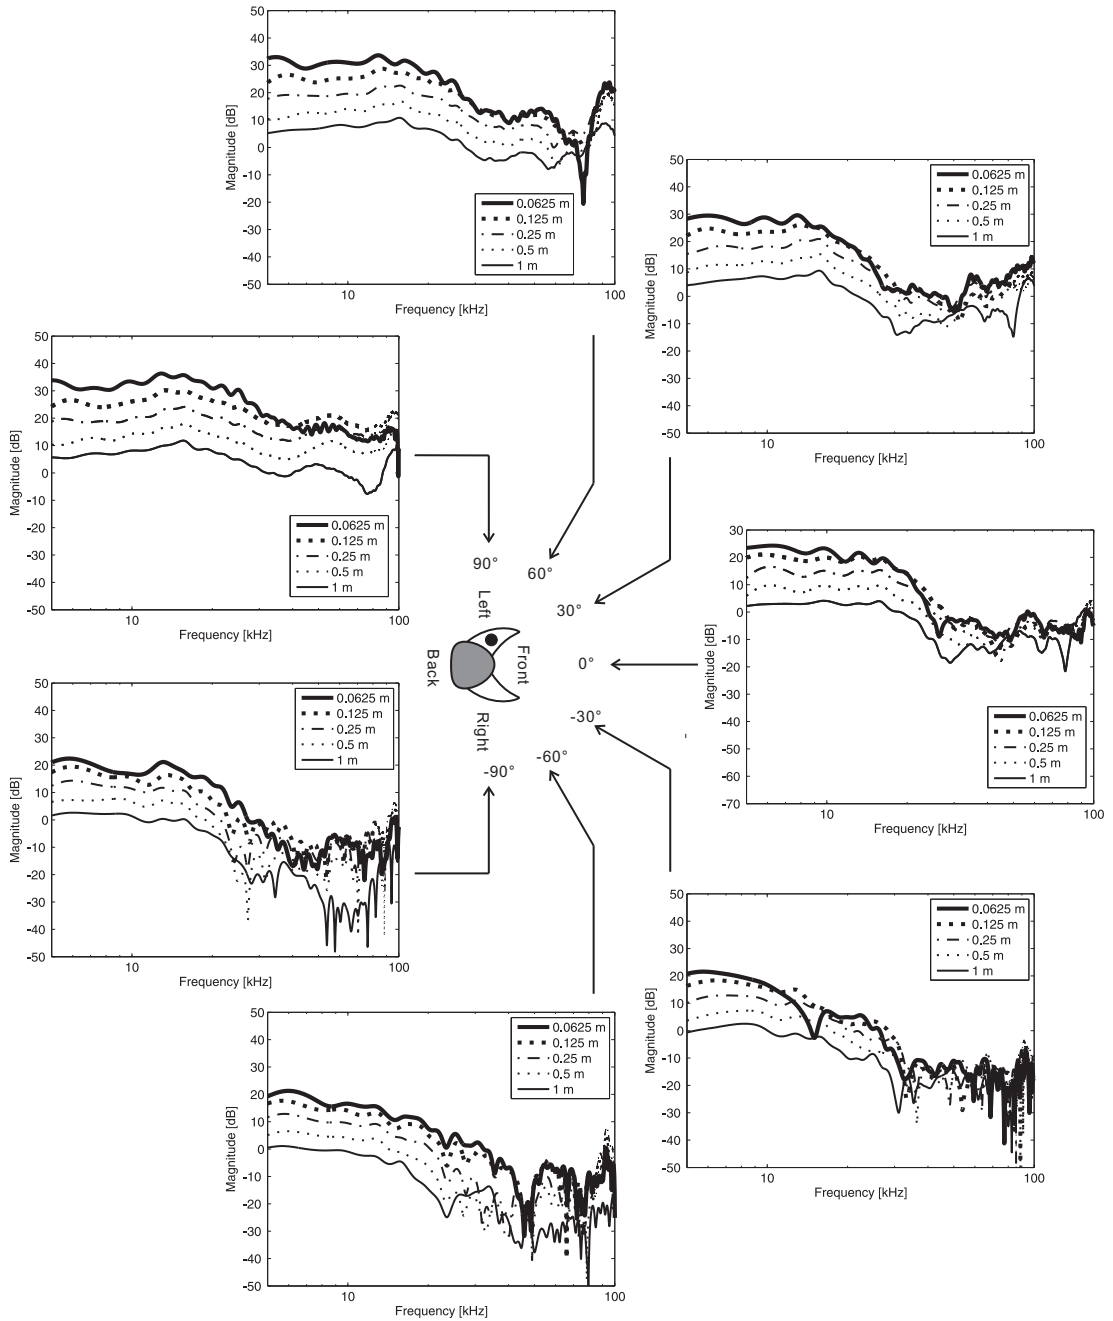 50
40
30
20
10
0
-10
-20
-30
-40
-50
Magnitude [dB]
0.0625 m
0.125 m
0.25 m
0.5 m
1 m
10
100
Frequency [kHz]
50
40
30
20
10
0
-10
-20
-30
-40
-50
Magnitude [dB]
0.0625 m
0.125 m
0.25 m
0.5 m
1 m
10
100
Frequency [kHz]
50
40
30
20
10
0
-10
-20
-30
-40
-50
Magnitude [dB]
0.0625 m
0.125 m
0.25 m
0.5 m
1 m
10
100
Frequency [kHz]
90°
60°
30°
0°
-30°
-60°
-90°
Left
Front
Back
Right
30
20
10
0
-10
-20
-30
-40
-50
-60
-70
Magnitude [dB]
0.0625 m
0.125 m
0.25 m
0.5 m
1 m
10
100
Frequency [kHz]
50
40
30
20
10
0
-10
-20
-30
-40
-50
Magnitude [dB]
0.0625 m
0.125 m
0.25 m
0.5 m
1 m
10
100
Frequency [kHz]
50
40
30
20
10
0
-10
-20
-30
-40
-50
Magnitude [dB]
0.0625 m
0.125 m
0.25 m
0.5 m
1 m
10
100
Frequency [kHz]
50
40
30
20
10
0
-10
-20
-30
-40
-50
Magnitude [dB]
0.0625 m
0.125 m
0.25 m
0.5 m
1 m
10
100
Frequency [kHz]